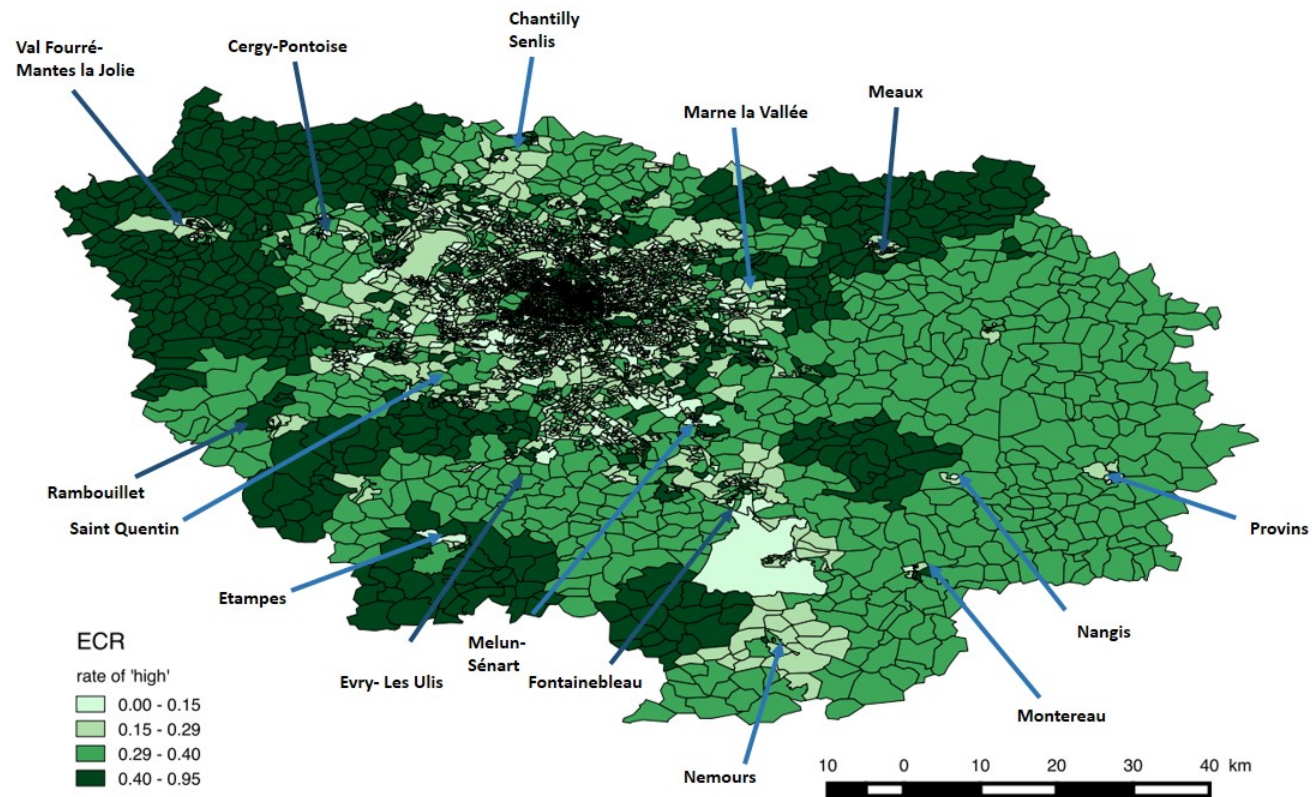 Chantilly
Senlis
Val Fourré-
Mantes la Jolie
Cergy-Pontoise
Marne la Vallée
Meaux
Rambouillet
Saint Quentin
Provins
Etampes
Nangis
Melun-
Sénart
Evry- Les Ulis
Fontainebleau
Montereau
Nemours
ECR
rate of 'high'
0.00 - 0.15
0.15 - 0.29
0.29 - 0.40
0.40 - 0.95
10 0 10 20 30 40 km